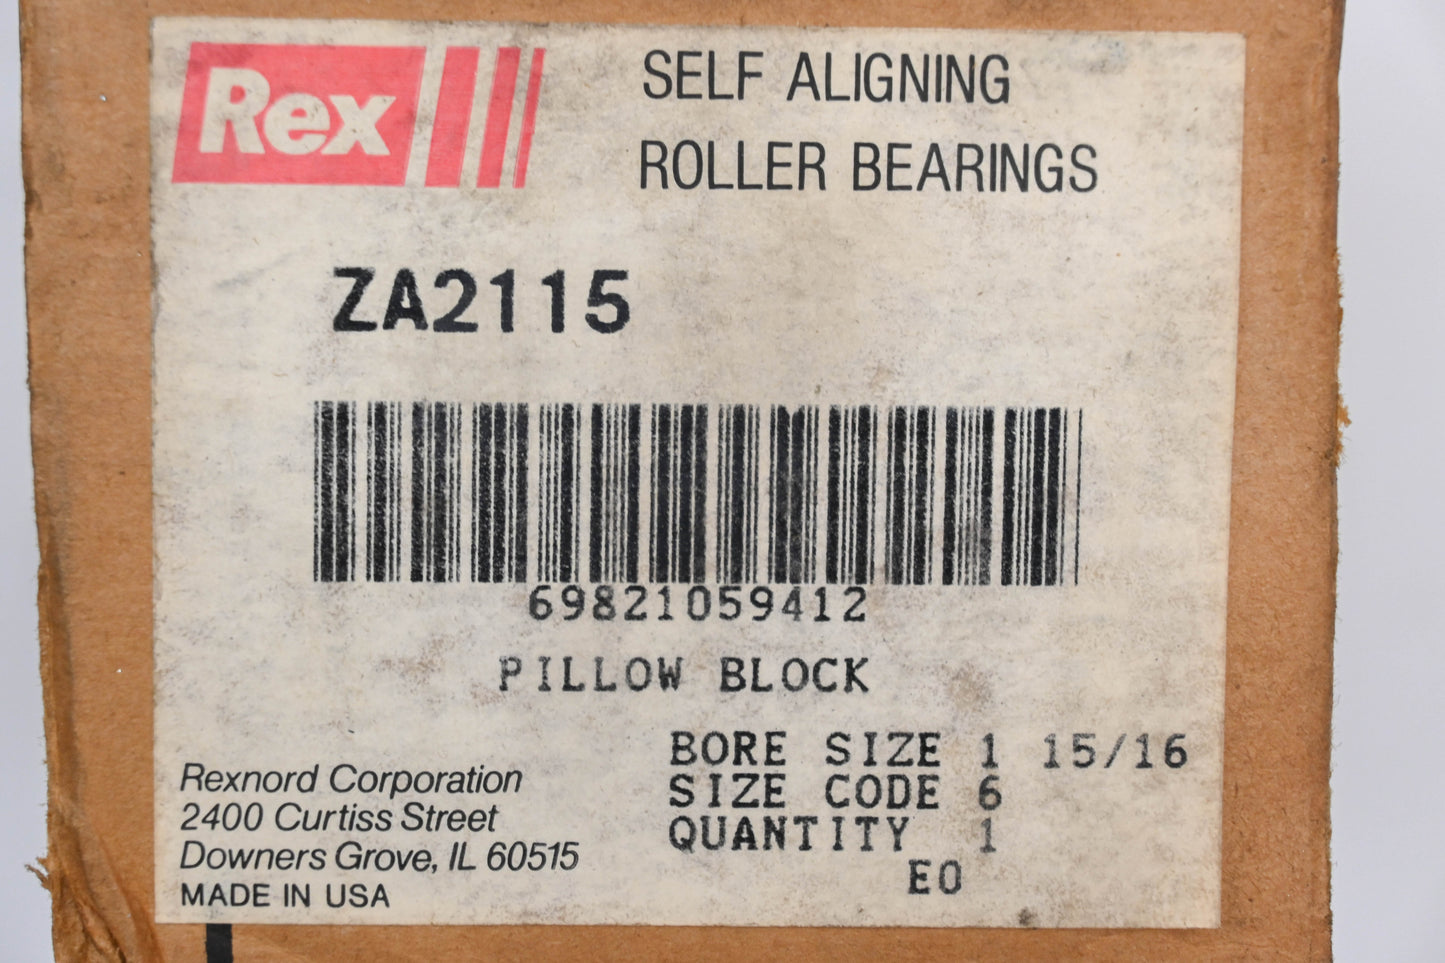 Rex
SELF ALIGNING
ROLLER BEARINGS
ZA2115
69821059412
PILLOW BLOCK
BORE SIZE 1 15/16
SIZE CODE 6
QUANTITY 1
EO
Rexnord Corporation
2400 Curtiss Street
Downers Grove, IL 60515
MADE IN USA